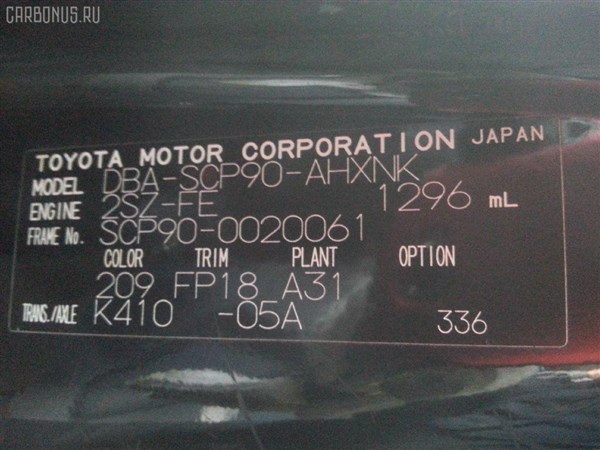 CARBONUS.RU
TOYOTA MOTOR CORPORATION JAPAN
MODEL DBA-SCP90-AHXNK
ENGINE 2SZ-FE 1296 mL
FRAME No. SCP90-0020061
COLOR TRIM PLANT OPTION
209 FP18 A31
TRANS./AXLE K410 -05A 336